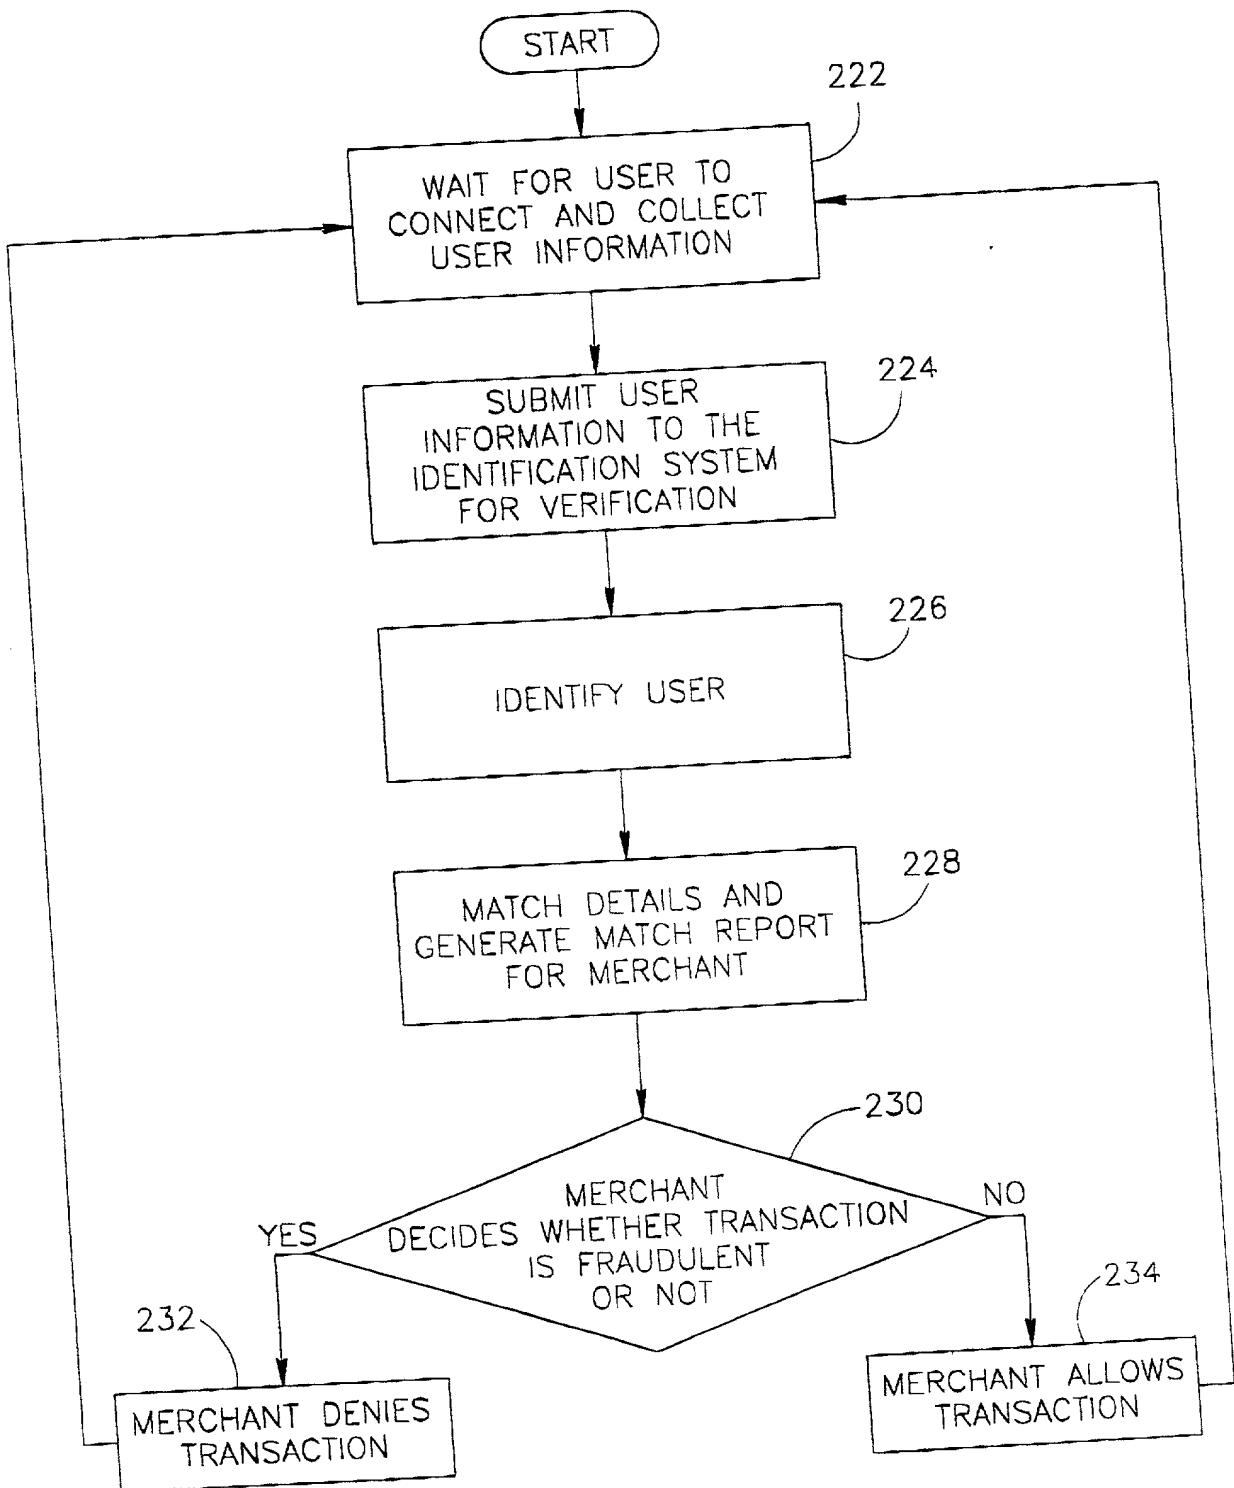 START
222
WAIT FOR USER TO
CONNECT AND COLLECT
USER INFORMATION
224
SUBMIT USER
INFORMATION TO THE
IDENTIFICATION SYSTEM
FOR VERIFICATION
226
IDENTIFY USER
228
MATCH DETAILS AND
GENERATE MATCH REPORT
FOR MERCHANT
230
MERCHANT
DECIDES WHETHER TRANSACTION
IS FRAUDULENT
OR NOT
YES
NO
232
MERCHANT DENIES
TRANSACTION
234
MERCHANT ALLOWS
TRANSACTION